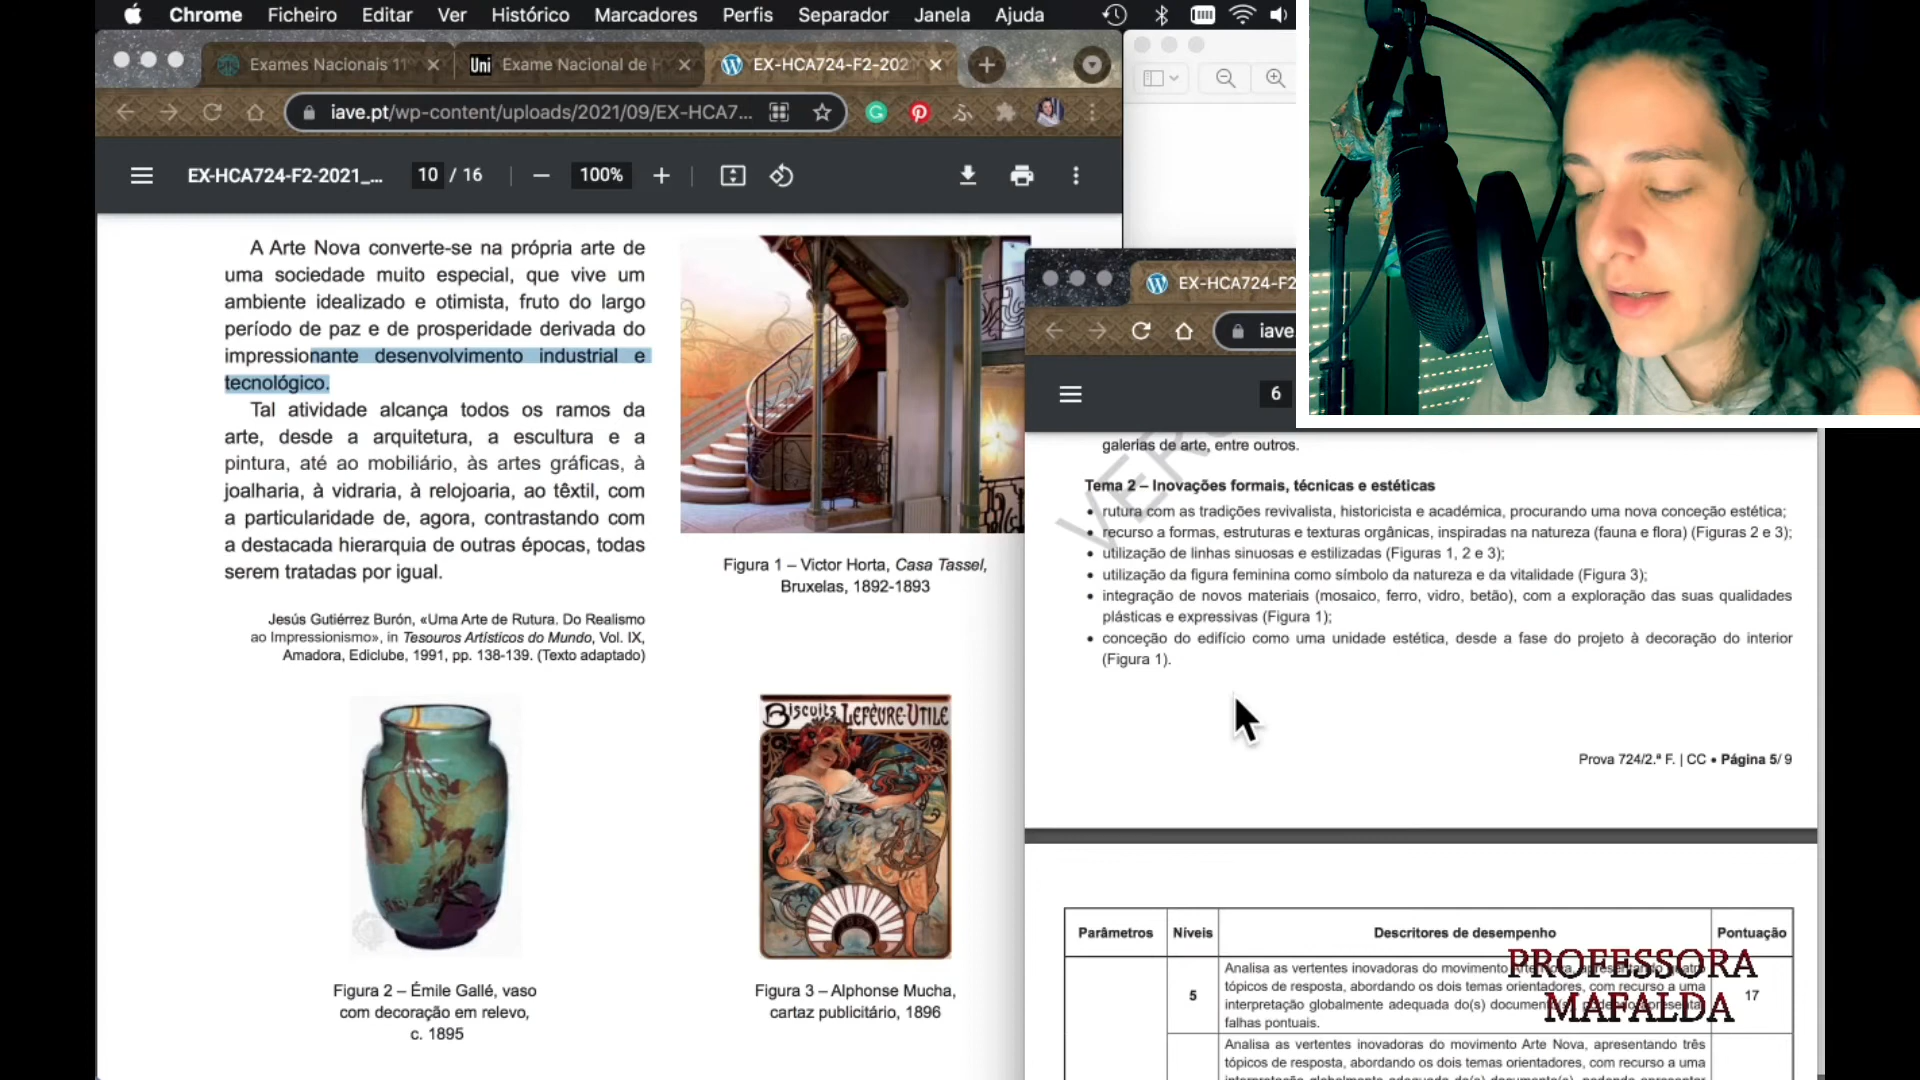 Chrome Ficheiro Editar Ver Histórico Marcadores Perfis Separador Janela Ajuda
Exames Nacionais 11º
Uni Exame Nacional de H
EX-HCA724-F2-202
iave.pt/wp-content/uploads/2021/09/EX-HCA7...
EX-HCA724-F2-2021_... 10 / 16 100%
A Arte Nova converte-se na própria arte de
uma sociedade muito especial, que vive um
ambiente idealizado e otimista, fruto do largo
período de paz e de prosperidade derivada do
impressionante desenvolvimento industrial e
tecnológico.
Tal atividade alcança todos os ramos da
arte, desde a arquitetura, a escultura e a
pintura, até ao mobiliário, às artes gráficas, à
joalharia, à vidraria, à relojoaria, ao têxtil, com
a particularidade de, agora, contrastando com
a destacada hierarquia de outras épocas, todas
serem tratadas por igual.
Jesús Gutiérrez Burón, «Uma Arte de Rutura. Do Realismo
ao Impressionismo», in Tesouros Artísticos do Mundo, Vol. IX,
Amadora, Ediclube, 1991, pp. 138-139. (Texto adaptado)
Figura 1 – Victor Horta, Casa Tassel,
Bruxelas, 1892-1893
Biscuits Lefèvre-Utile
Figura 2 – Émile Gallé, vaso
com decoração em relevo,
c. 1895
Figura 3 – Alphonse Mucha,
cartaz publicitário, 1896
EX-HCA724-F2
iave
6
galerias de arte, entre outros.
Tema 2 – Inovações formais, técnicas e estéticas
• rutura com as tradições revivalista, historicista e académica, procurando uma nova conceção estética;
• recurso a formas, estruturas e texturas orgânicas, inspiradas na natureza (fauna e flora) (Figuras 2 e 3);
• utilização de linhas sinuosas e estilizadas (Figuras 1, 2 e 3);
• utilização da figura feminina como símbolo da natureza e da vitalidade (Figura 3);
• integração de novos materiais (mosaico, ferro, vidro, betão), com a exploração das suas qualidades
plásticas e expressivas (Figura 1);
• conceção do edifício como uma unidade estética, desde a fase do projeto à decoração do interior
(Figura 1).
Prova 724/2.ª F. | CC • Página 5/ 9
Parâmetros Níveis Descritores de desempenho Pontuação
5
Analisa as vertentes inovadoras do movimento Arte Nova, apresentando quatro
tópicos de resposta, abordando os dois temas orientadores, com recurso a uma
interpretação globalmente adequada do(s) documento(s), podendo apresentar
falhas pontuais.
17
Analisa as vertentes inovadoras do movimento Arte Nova, apresentando três
tópicos de resposta, abordando os dois temas orientadores, com recurso a uma
PROFESSORA
MAFALDA